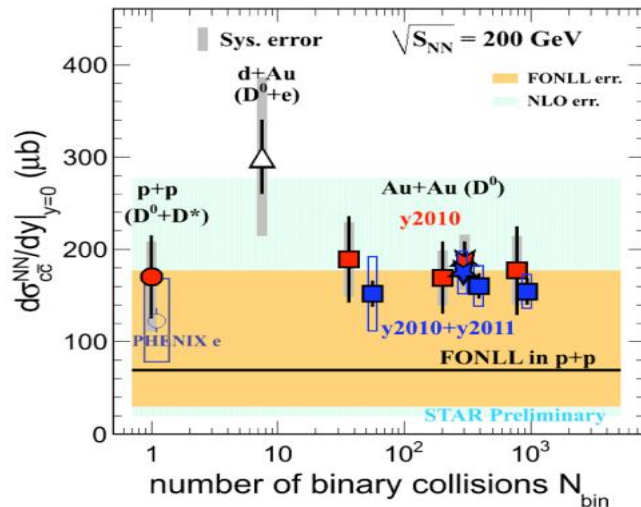 Sys. error
√S_NN = 200 GeV
d+Au
(D⁰+e)
FONLL err.
NLO err.
p+p
(D⁰+D*)
Au+Au (D⁰)
y2010
PHENIX e
y2010+y2011
FONLL in p+p
STAR Preliminary
dσ^NN_cc̄/dy|_y=0 (μb)
400
300
200
100
0
1
10
10²
10³
number of binary collisions N_bin